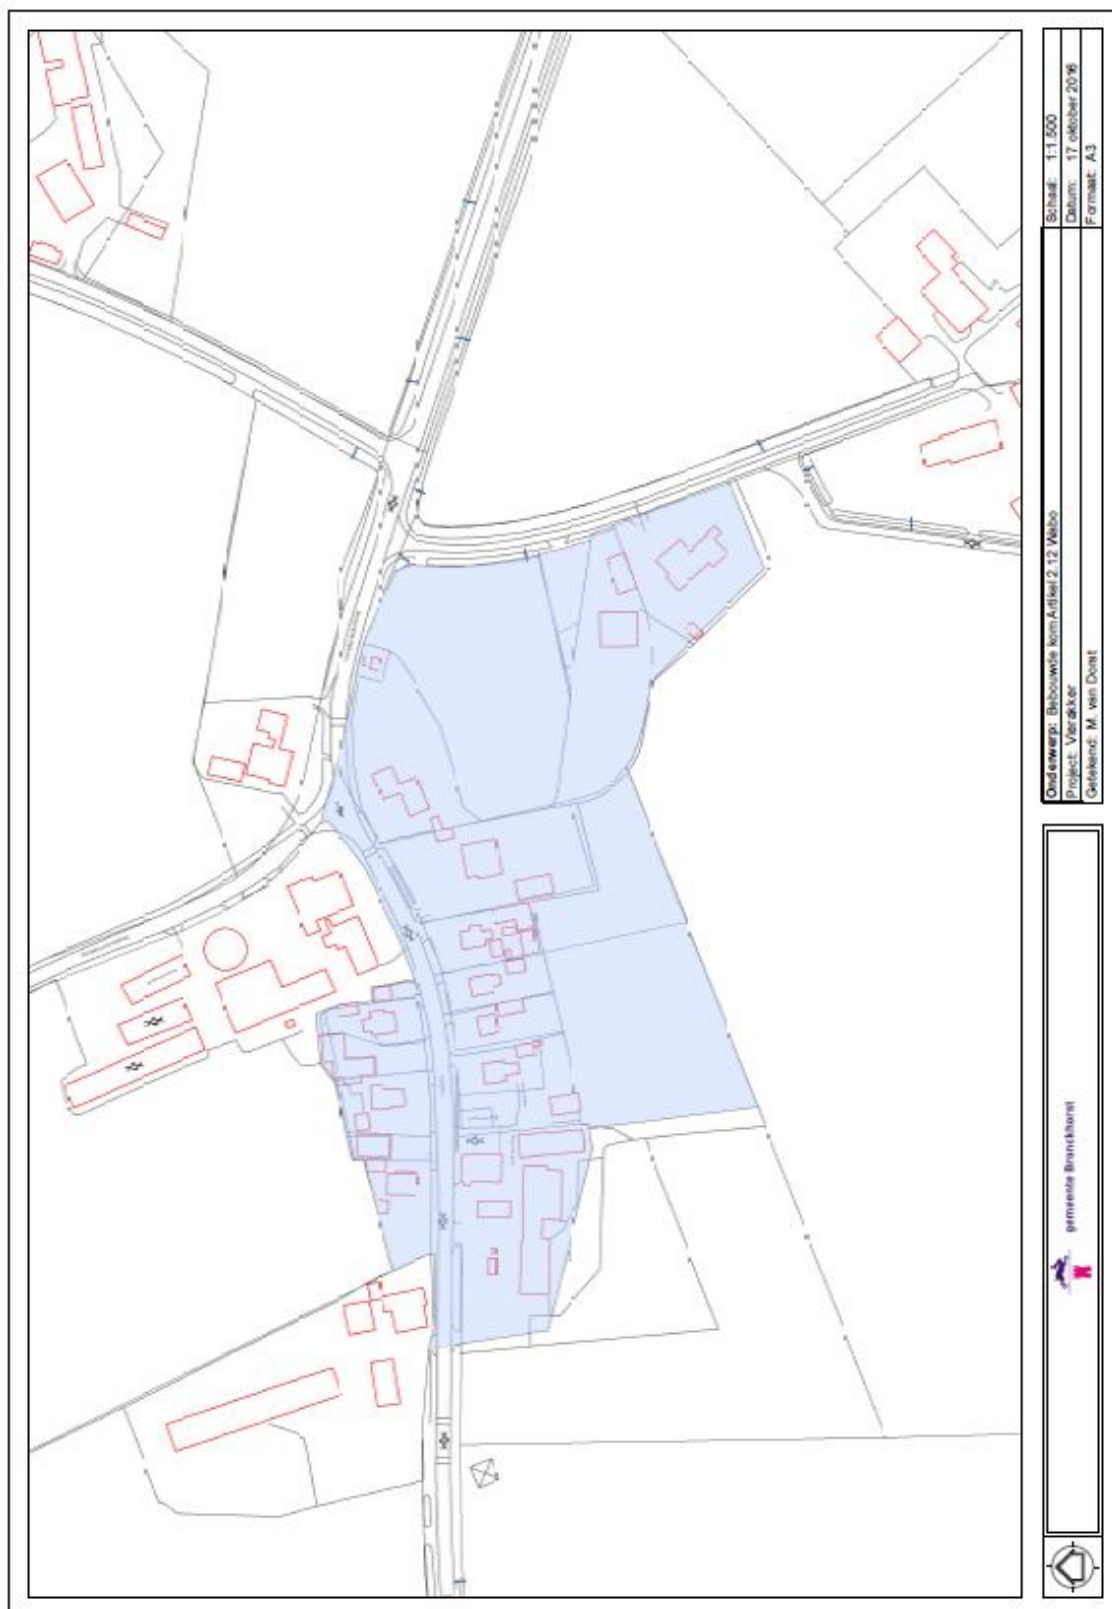 Onderwerp: Bebouwde kom Artikel 2.12 Wabo
Project: Vierakker
Getekend: M. van Dorst
Schaal: 1:1.500
Datum: 17 oktober 2016
Formaat: A3
gemeente Bronckhorst